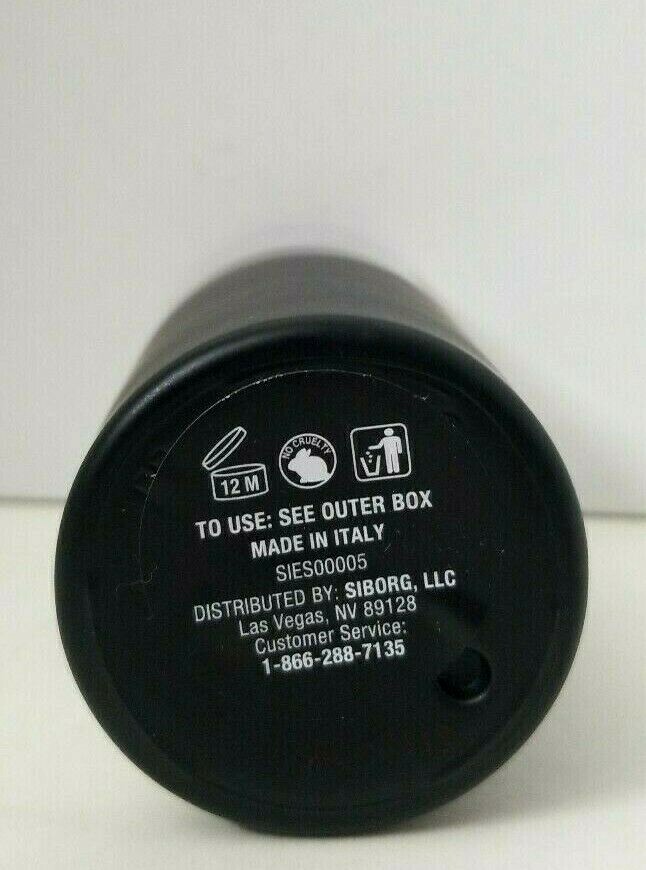 12 M
NO CRUELTY
TO USE: SEE OUTER BOX
MADE IN ITALY
SIES00005
DISTRIBUTED BY: SIBORG, LLC
Las Vegas, NV 89128
Customer Service:
1-866-288-7135